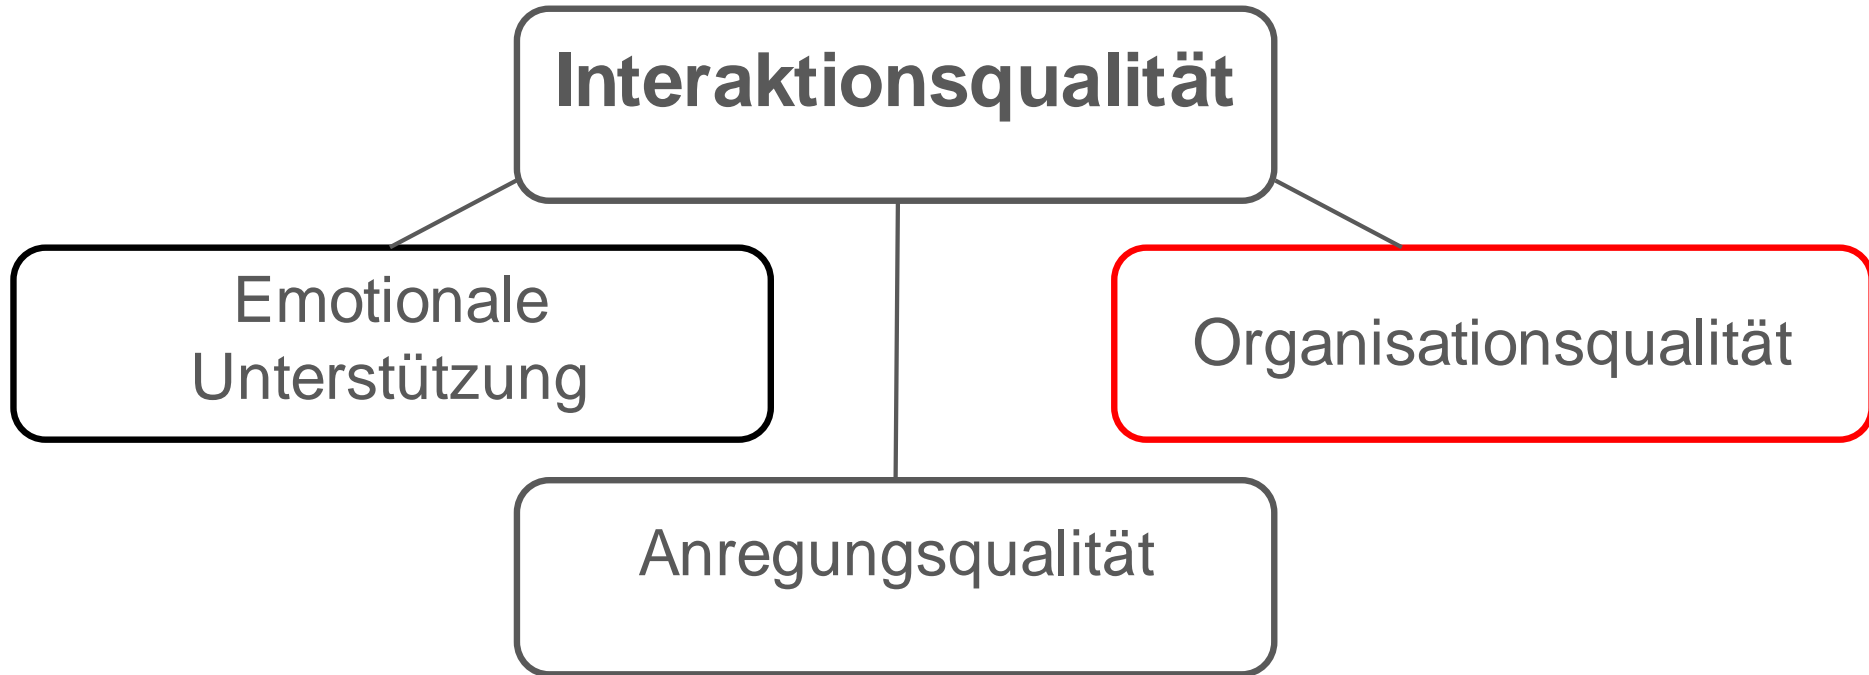 Interaktionsqualität
Emotionale
Unterstützung
Organisationsqualität
Anregungsqualität